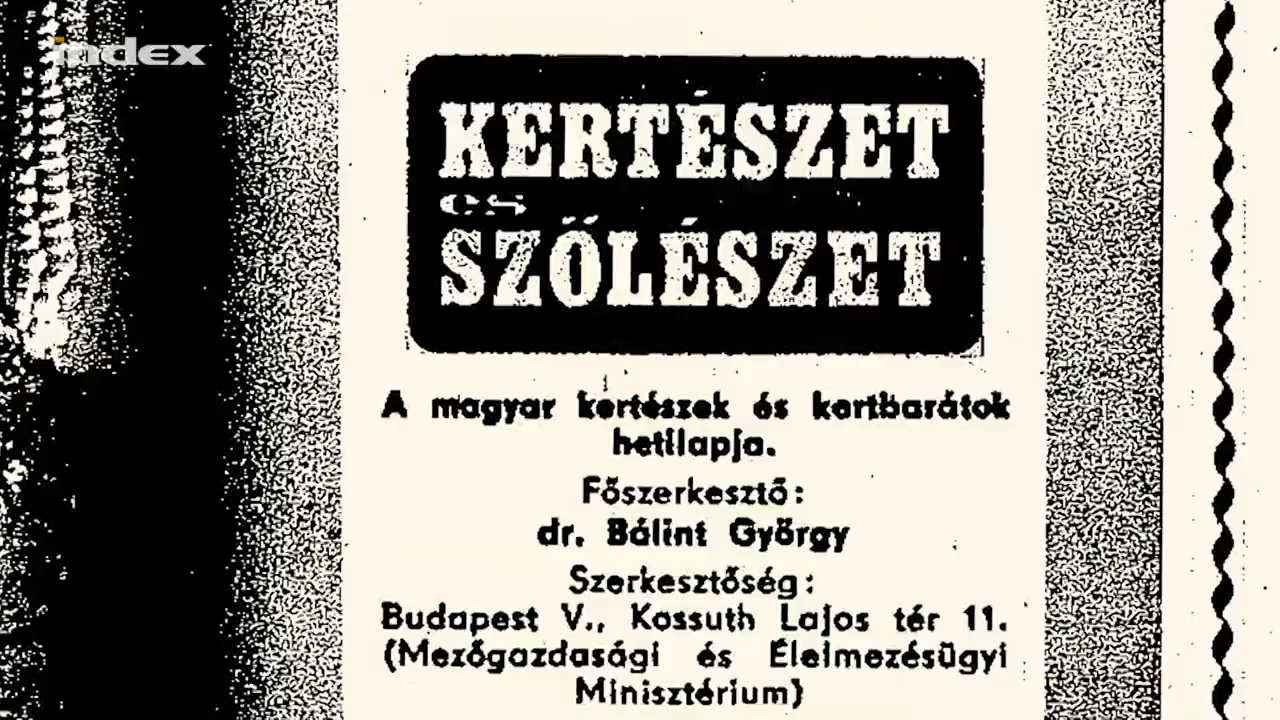 index
KERTÉSZET
és
SZŐLÉSZET
A magyar kertészek és kertbarátok
hetilapja.
Főszerkesztő:
dr. Bálint György
Szerkesztőség:
Budapest V., Kossuth Lajos tér 11.
(Mezőgazdasági és Élelmezésügyi
Minisztérium)